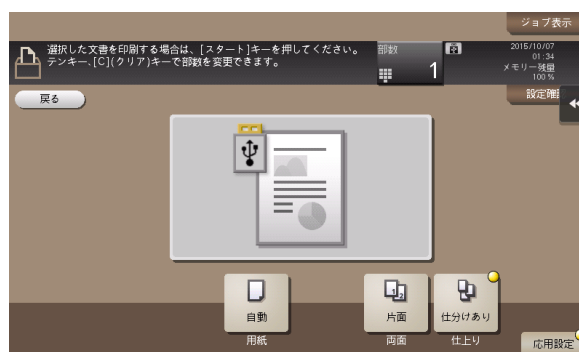 ジョブ表示
選択した文書を印刷する場合は、[スタート]キーを押してください。
テンキー、[C](クリア)キーで部数を変更できます。
部数
1
2015/10/07
01:34
メモリー残量
100 %
戻る
設定確認
自動
片面
仕分けあり
用紙
両面
仕上り
応用設定